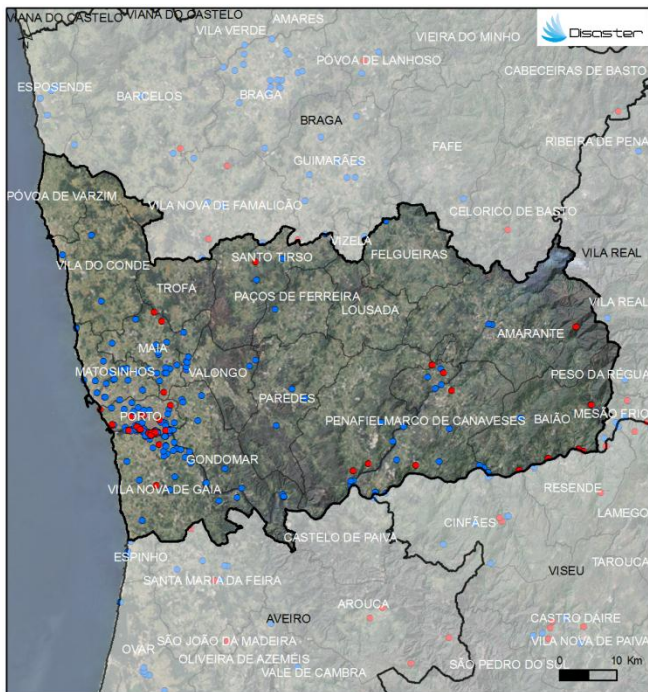 VIANA DO CASTELO
VIANA DO CASTELO
AMARES
VILA VERDE
VIEIRA DO MINHO
Disaster
PÓVOA DE LANHOSO
CABECEIRAS DE BASTO
ESPOSENDE
BARCELOS
BRAGA
BRAGA
RIBEIRA DE PENA
FAFE
GUIMARÃES
PÓVOA DE VARZIM
VILA NOVA DE FAMALICÃO
CELORICO DE BASTO
VIZELA
VILA REAL
SANTO TIRSO
FELGUEIRAS
VILA DO CONDE
TROFA
PAÇOS DE FERREIRA
VILA REAL
LOUSADA
AMARANTE
MAIA
MATOSINHOS
VALONGO
PESO DA RÉGUA
PAREDES
PORTO
PENAFIEL
MARCO DE CANAVESES
BAIÃO
MESÃO FRIO
GONDOMAR
VILA NOVA DE GAIA
RESENDE
LAMEGO
CINFÃES
CASTELO DE PAIVA
ESPINHO
TAROUCA
VISEU
SANTA MARIA DA FEIRA
AROUCA
AVEIRO
CASTRO DAIRE
SÃO JOÃO DA MADEIRA
VILA NOVA DE PAIVA
OVAR
OLIVEIRA DE AZEMÉIS
SÃO PEDRO DO SUL
VALE DE CAMBRA
0 10 Km